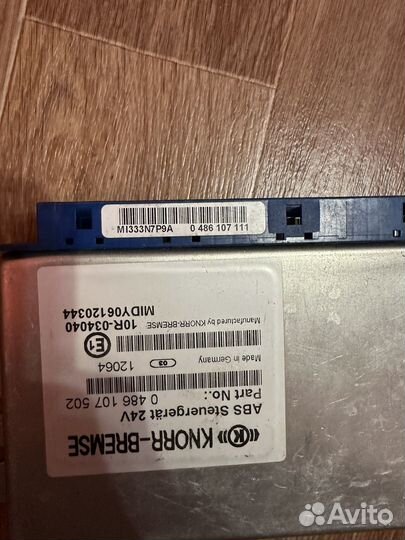 MI333N7P9A 0 486 107 111
KNORR-BREMSE
ABS Steuergerät 24V
Part No.:
0 486 107 502
12064 03
Made in Germany
E1
Manufactured by KNORR-BREMSE
10R-034040
MIDY06120344
Avito